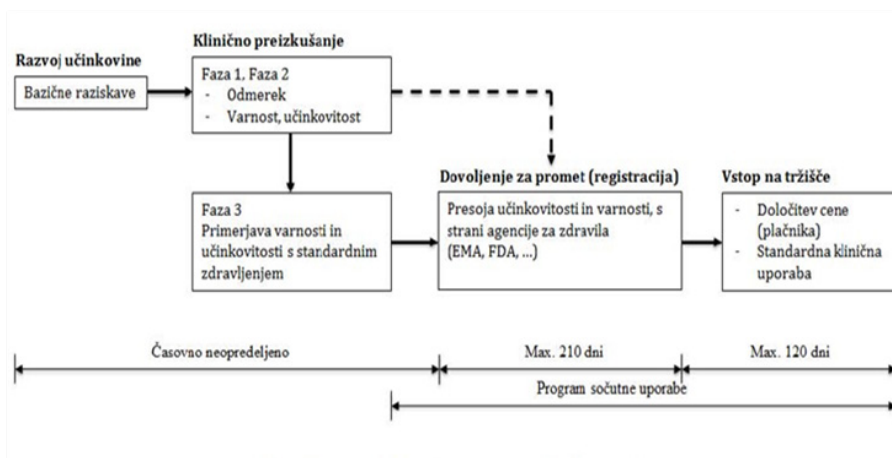 Klinično preizkušanje
Razvoj učinkovine
Bazične raziskave
Faza 1, Faza 2
- Odmerek
- Varnost, učinkovitost
Faza 3
Primerjava varnosti in
učinkovitosti s standardnim
zdravljenjem
Dovoljenje za promet (registracija)
Presoja učinkovitosti in varnosti, s
strani agencije za zdravila
(EMA, FDA, ...)
Vstop na tržišče
- Določitev cene
(plačnika)
- Standardna klinična
uporaba
Časovno neopredeljeno
Max. 210 dni
Max. 120 dni
Program sočutne uporabe